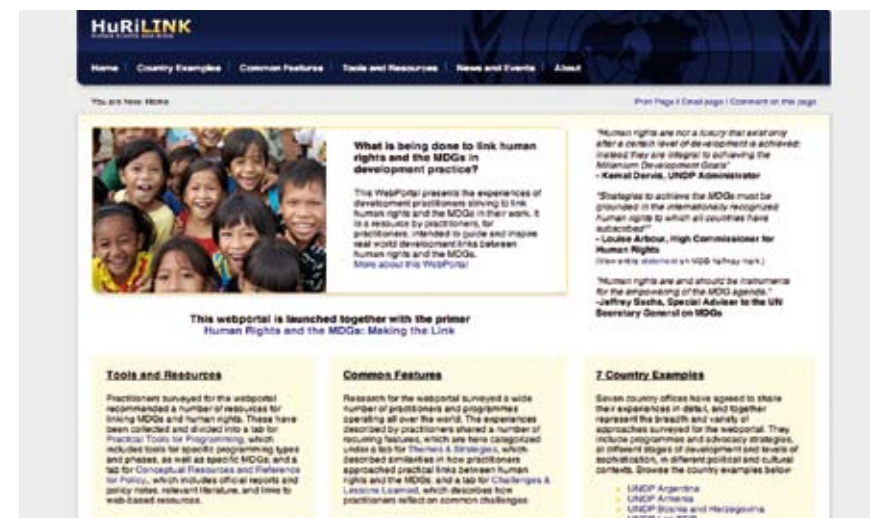 HuRiLINK
HUMAN RIGHTS AND MDGS
Home Country Examples Common Features Tools and Resources News and Events About
You are here: Home
Print Page | Email page | Comment on this page
What is being done to link human
rights and the MDGs in
development practice?
This WebPortal presents the experiences of
development practitioners striving to link
human rights and the MDGs in their work. It
is a resource by practitioners, for
practitioners, intended to guide and inspire
real world development links between
human rights and the MDGs.
More about this WebPortal
This webportal is launched together with the primer
Human Rights and the MDGs: Making the Link
"Human rights are not a luxury that exist only
after a certain level of development is achieved;
instead they are integral to achieving the
Millenium Development Goals"
- Kemal Dervis, UNDP Administrator
"Strategies to achieve the MDGs must be
grounded in the internationally recognized
human rights to which all countries have
subscribed"
- Louise Arbour, High Commissioner for
Human Rights
(View entire statement on MDG halfway mark.)
"Human rights are and should be instruments
for the empowering of the MDG agenda."
-Jeffrey Sachs, Special Adviser to the UN
Secretary General on MDGs
Tools and Resources
Practitioners surveyed for the webportal
recommended a number of resources for
linking MDGs and human rights. These have
been collected and divided into a tab for
Practical Tools for Programming, which
includes tools for specific programming types
and phases, as well as specific MDGs; and a
tab for Conceptual Resources and Reference
for Policy, which includes official reports and
policy notes, relevant literature, and links to
web-based resources.
Common Features
Research for the webportal surveyed a wide
number of practitioners and programmes
operating all over the world. The experiences
described by practitioners shared a number of
recurring features, which are here categorized
under a tab for Themes & Strategies, which
described similarities in how practitioners
approached practical links between human
rights and the MDGs; and a tab for Challenges &
Lessons Learned, which describes how
practitioners reflect on common challenges.
7 Country Examples
Seven country offices have agreed to share
their experiences in detail, and together
represent the breadth and variety of
approaches surveyed for the webportal. They
include programmes and advocacy strategies,
at different stages of development and levels of
sophistication, in different political and cultural
contexts. Browse the country examples below
UNDP Argentina
UNDP Armenia
UNDP Bosnia and Herzegovina